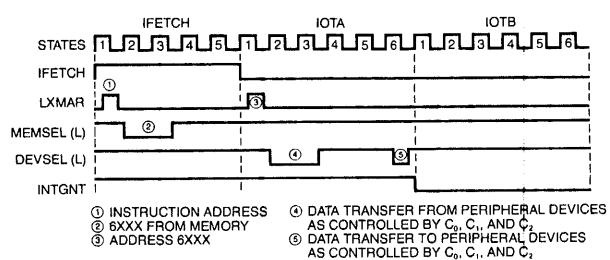 IFETCH IOTA IOTB
STATES 1 2 3 4 5 1 2 3 4 5 6 1 2 3 4 5 6
IFETCH
①
LXMAR ③
MEMSEL (L) ②
DEVSEL (L) ④ ⑤
INTGNT
① INSTRUCTION ADDRESS
② 6XXX FROM MEMORY
③ ADDRESS 6XXX
④ DATA TRANSFER FROM PERIPHERAL DEVICES
AS CONTROLLED BY C₀, C₁, AND C₂
⑤ DATA TRANSFER TO PERIPHERAL DEVICES
AS CONTROLLED BY C₀, C₁, AND C₂